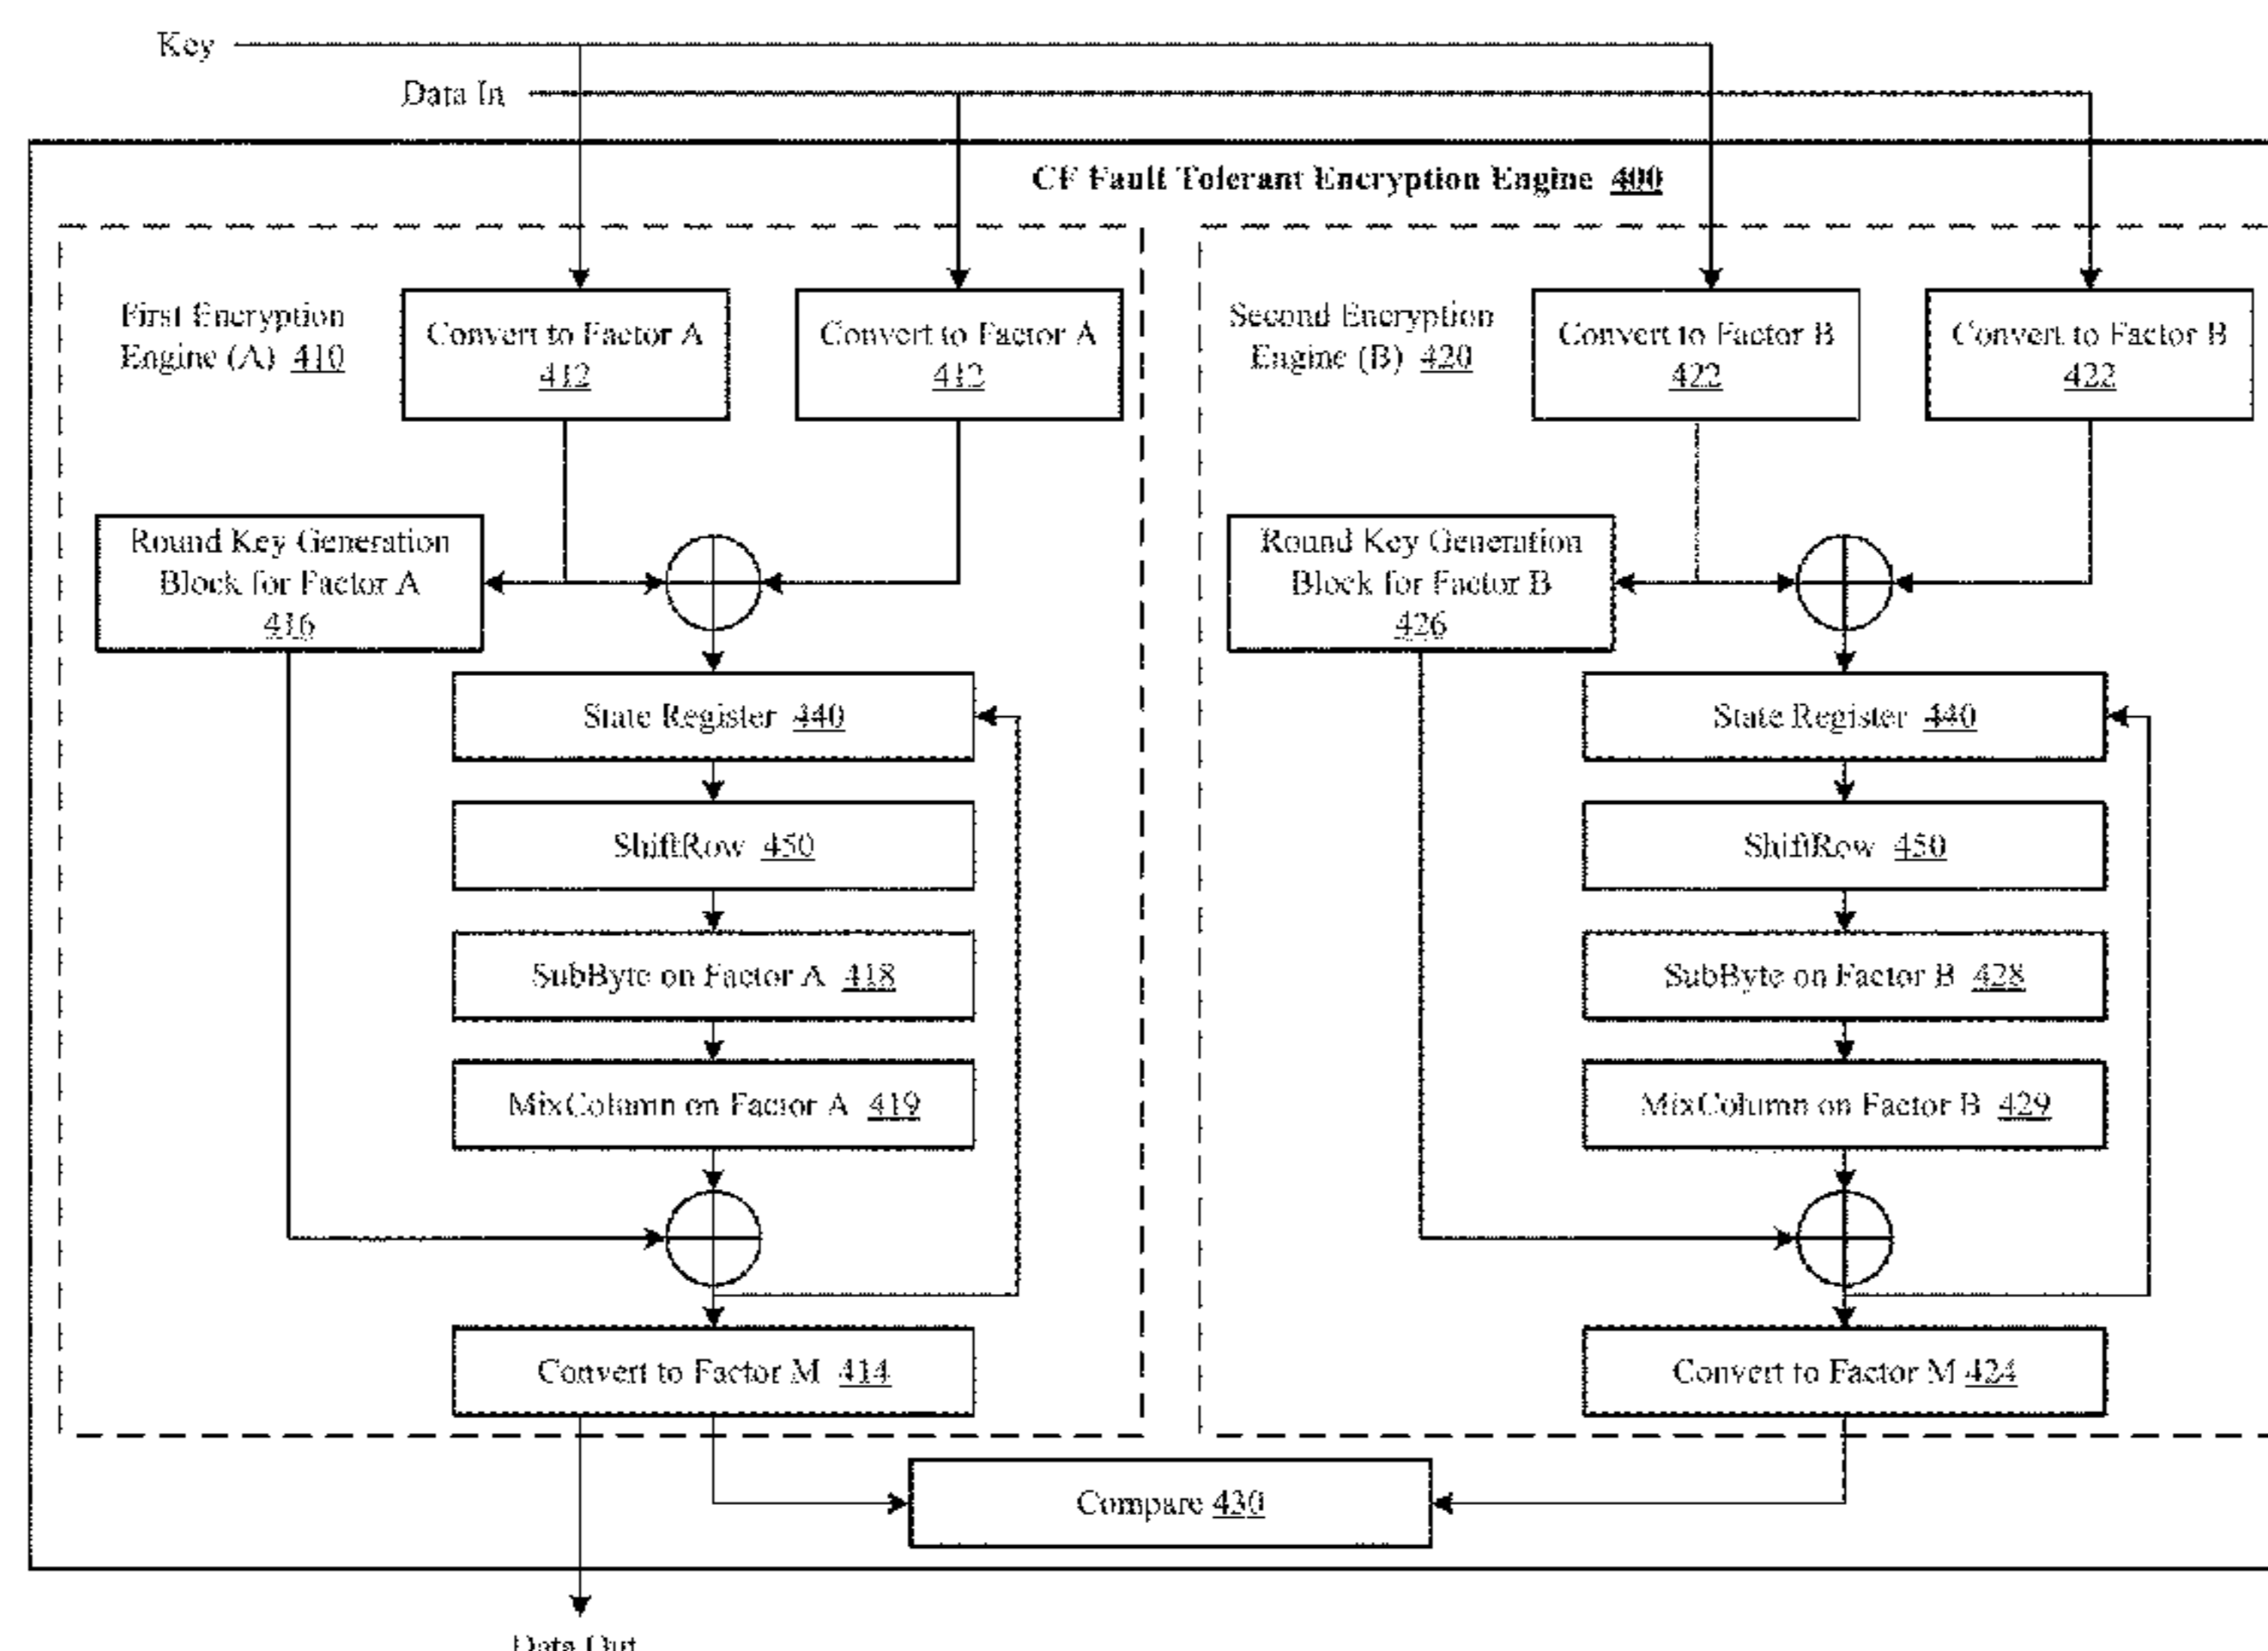 Key
Data In
CF Fault Tolerant Encryption Engine 400
First Encryption
Engine (A) 410
Convert to Factor A
412
Convert to Factor A
412
Second Encryption
Engine (B) 420
Convert to Factor B
422
Convert to Factor B
422
Round Key Generation
Block for Factor A
416
Round Key Generation
Block for Factor B
426
State Register 440
State Register 440
ShiftRow 450
ShiftRow 450
SubByte on Factor A 418
SubByte on Factor B 428
MixColumn on Factor A 419
MixColumn on Factor B 429
Convert to Factor M 414
Convert to Factor M 424
Compare 430
Data Out